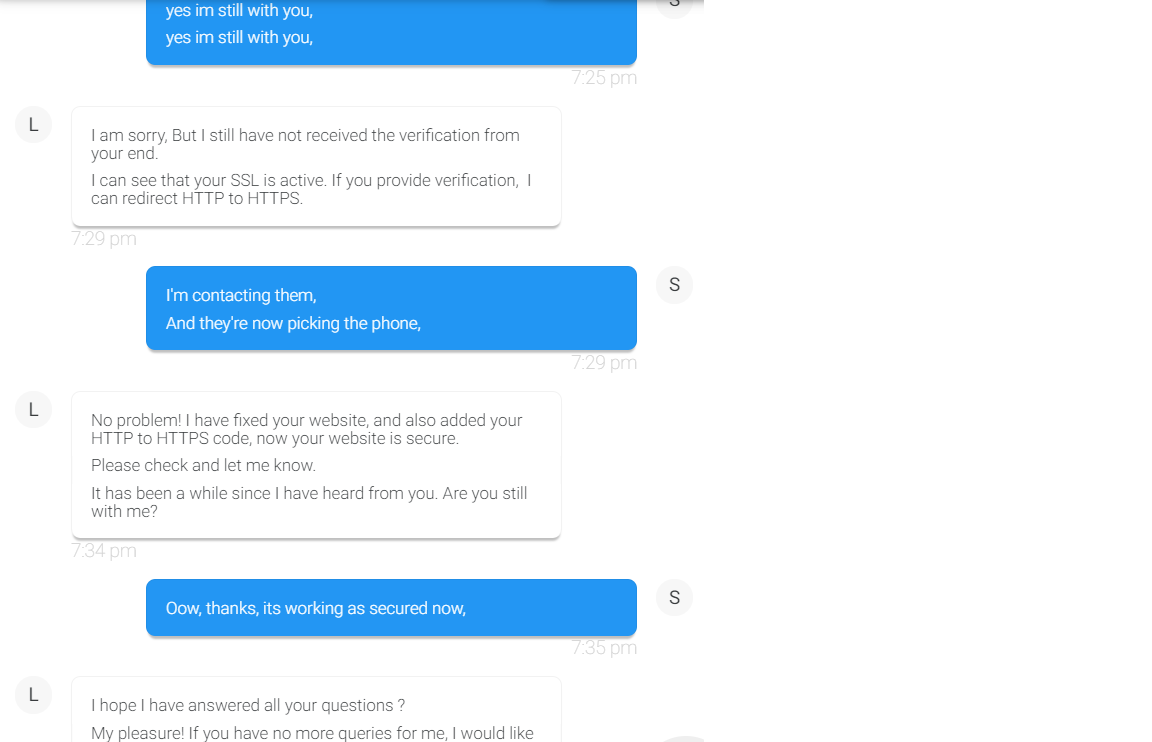 yes im still with you,
S
yes im still with you,
7:25 pm
L
I am sorry, But I still have not received the verification from
your end.
I can see that your SSL is active. If you provide verification,  I
can redirect HTTP to HTTPS.
7:29 pm
S
I'm contacting them,
And they're now picking the phone,
7:29 pm
L
No problem! I have fixed your website, and also added your
HTTP to HTTPS code, now your website is secure.
Please check and let me know.
It has been a while since I have heard from you. Are you still
with me?
7:34 pm
S
Oow, thanks, its working as secured now,
7:35 pm
L
I hope I have answered all your questions ?
My pleasure! If you have no more queries for me, I would like